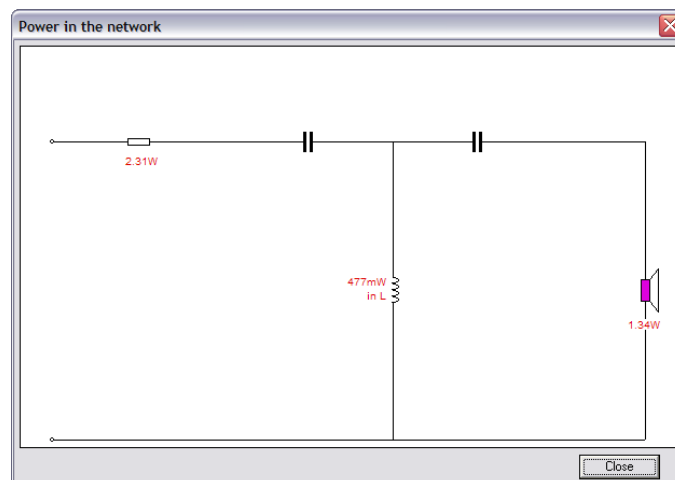 Power in the network
2.31W
477mW
in L
1.34W
Close